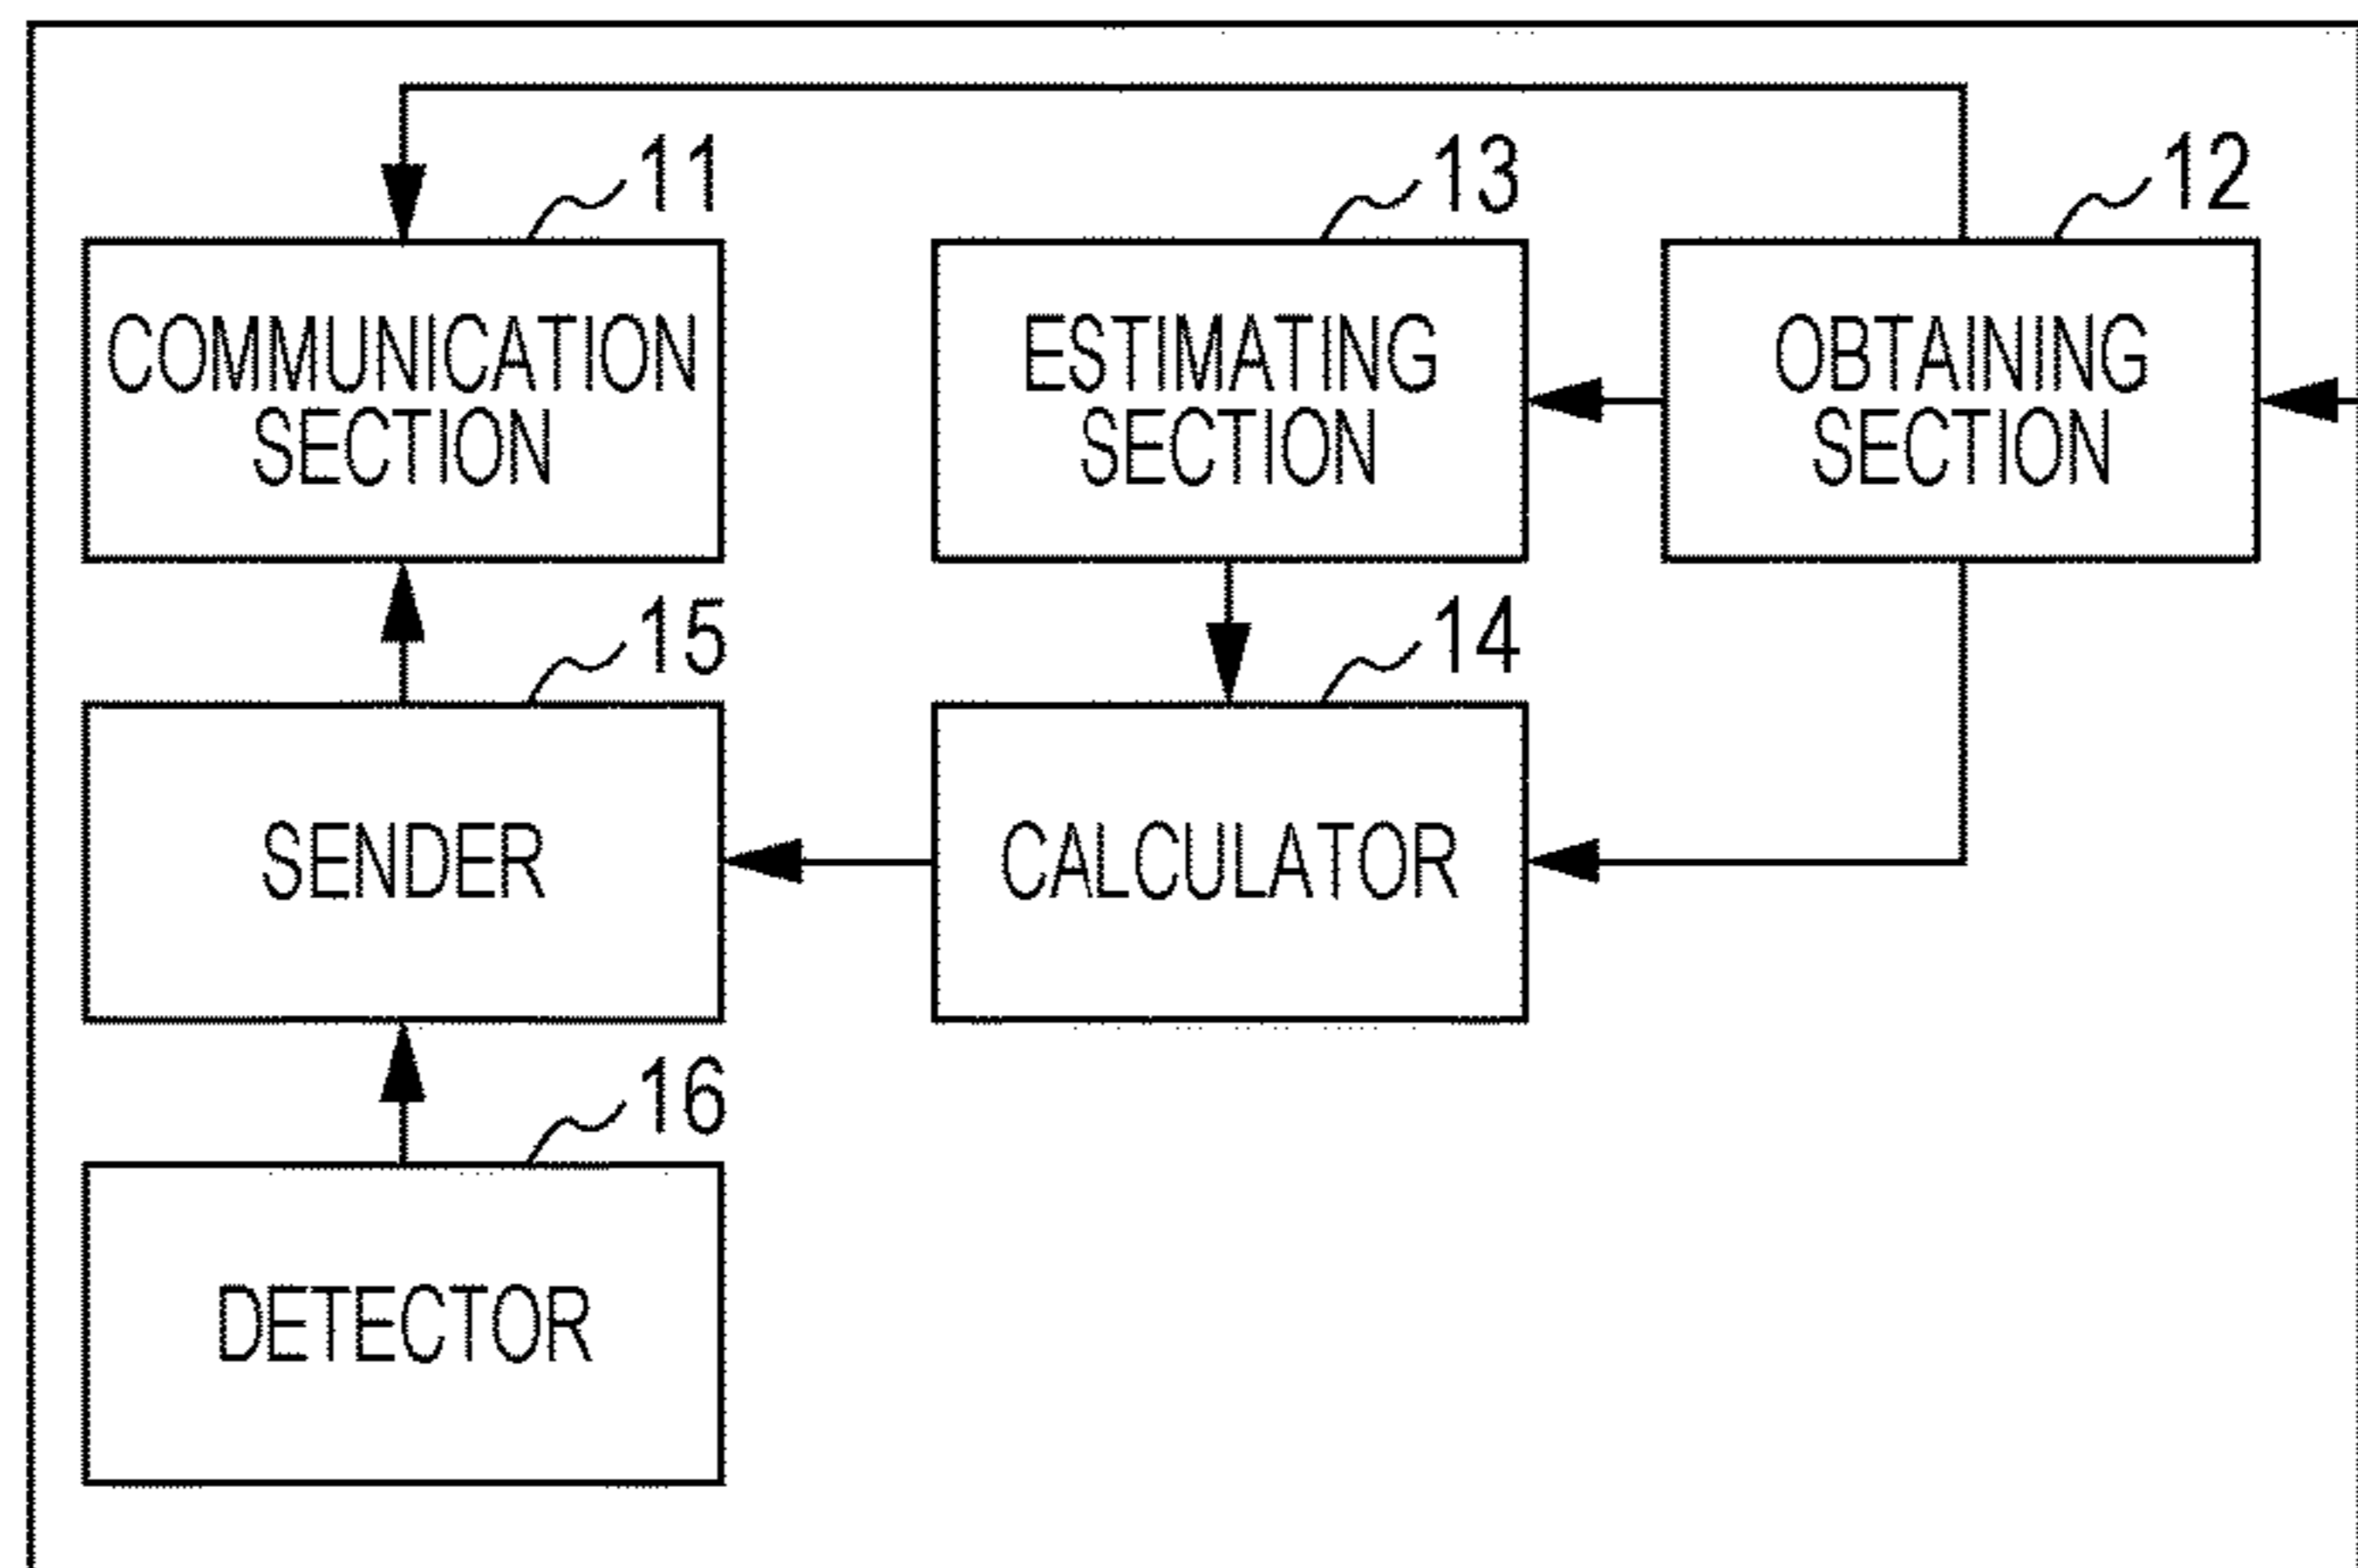 11
13
12
COMMUNICATION
SECTION
ESTIMATING
SECTION
OBTAINING
SECTION
15
14
SENDER
CALCULATOR
16
DETECTOR